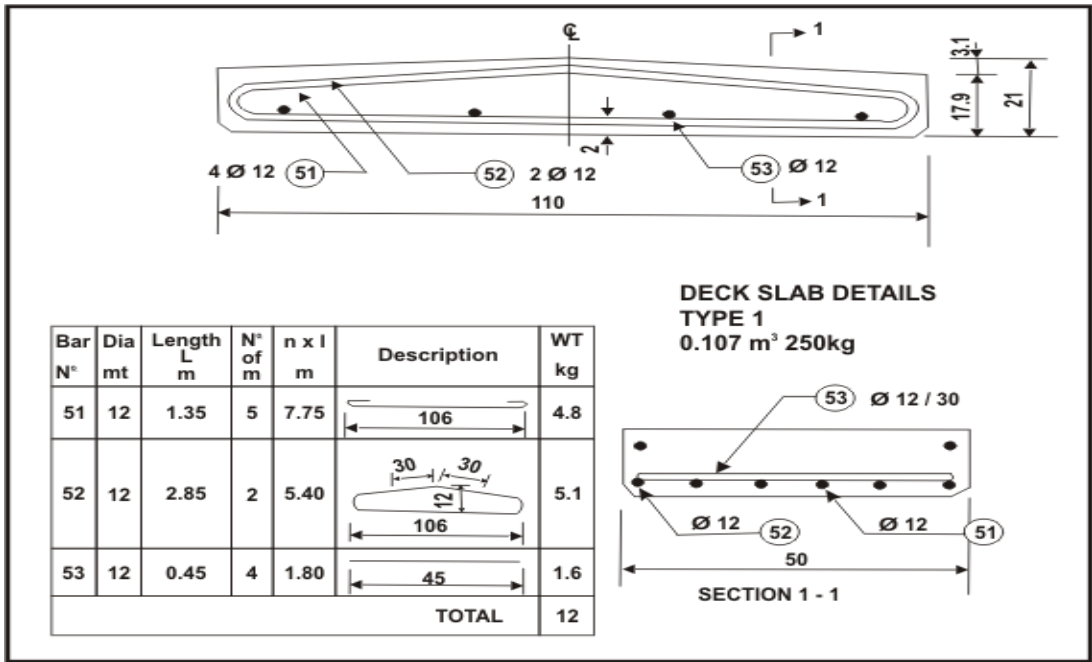 ℄
1
3.1
17.9
21
2
4 Ø 12 51
52 2 Ø 12
53 Ø 12
1
110
DECK SLAB DETAILS
TYPE 1
0.107 m³ 250kg
Bar N° Dia mt Length L m N° of m n x l m Description WT kg
51 12 1.35 5 7.75 106 4.8
52 12 2.85 2 5.40 30 / 30 12 106 5.1
53 12 0.45 4 1.80 45 1.6
TOTAL 12
53 Ø 12 / 30
Ø 12 52
Ø 12 51
50
SECTION 1 - 1